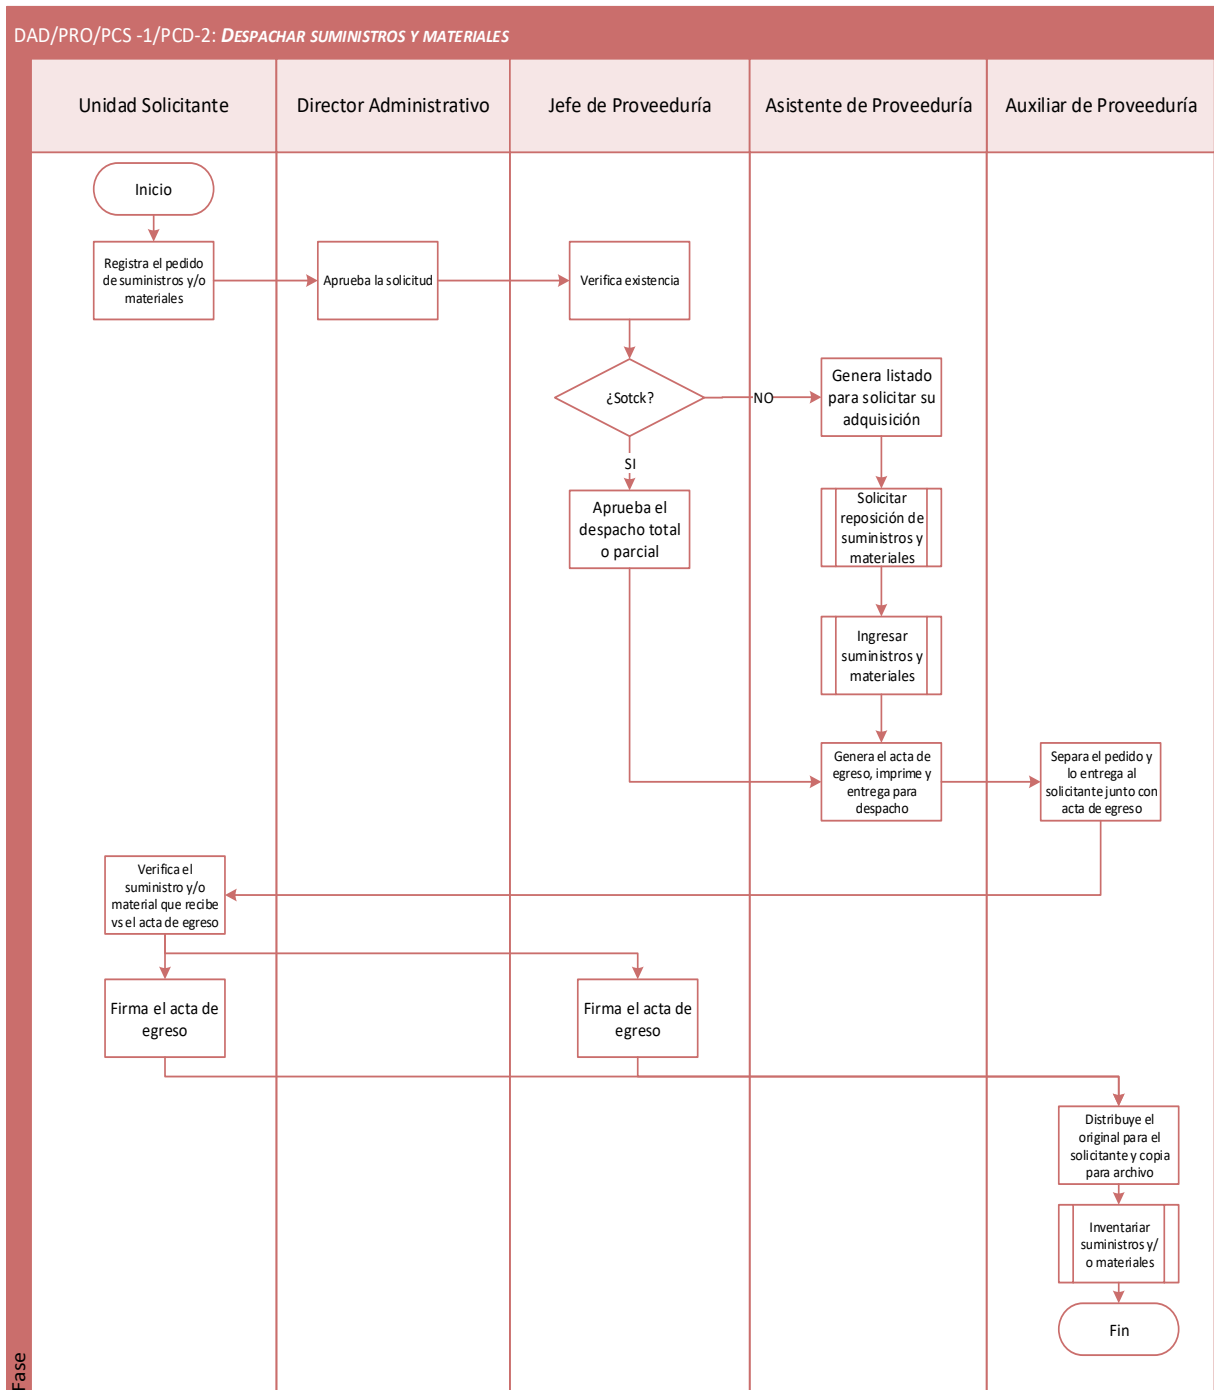 DAD/PRO/PCS -1/PCD-2: DESPACHAR SUMINISTROS Y MATERIALES
Unidad Solicitante
Director Administrativo
Jefe de Proveeduría
Asistente de Proveeduría
Auxiliar de Proveeduría
Inicio
Registra el pedido
de suministros y/o
materiales
Aprueba la solicitud
Verifica existencia
¿Sotck?
NO
Genera listado
para solicitar su
adquisición
SI
Aprueba el
despacho total
o parcial
Solicitar
reposición de
suministros y
materiales
Ingresar
suministros y
materiales
Genera el acta de
egreso, imprime y
entrega para
despacho
Separa el pedido y
lo entrega al
solicitante junto con
acta de egreso
Verifica el
suministro y/o
material que recibe
vs el acta de egreso
Firma el acta de
egreso
Firma el acta de
egreso
Distribuye el
original para el
solicitante y copia
para archivo
Inventariar
suministros y/
o materiales
Fin
Fase